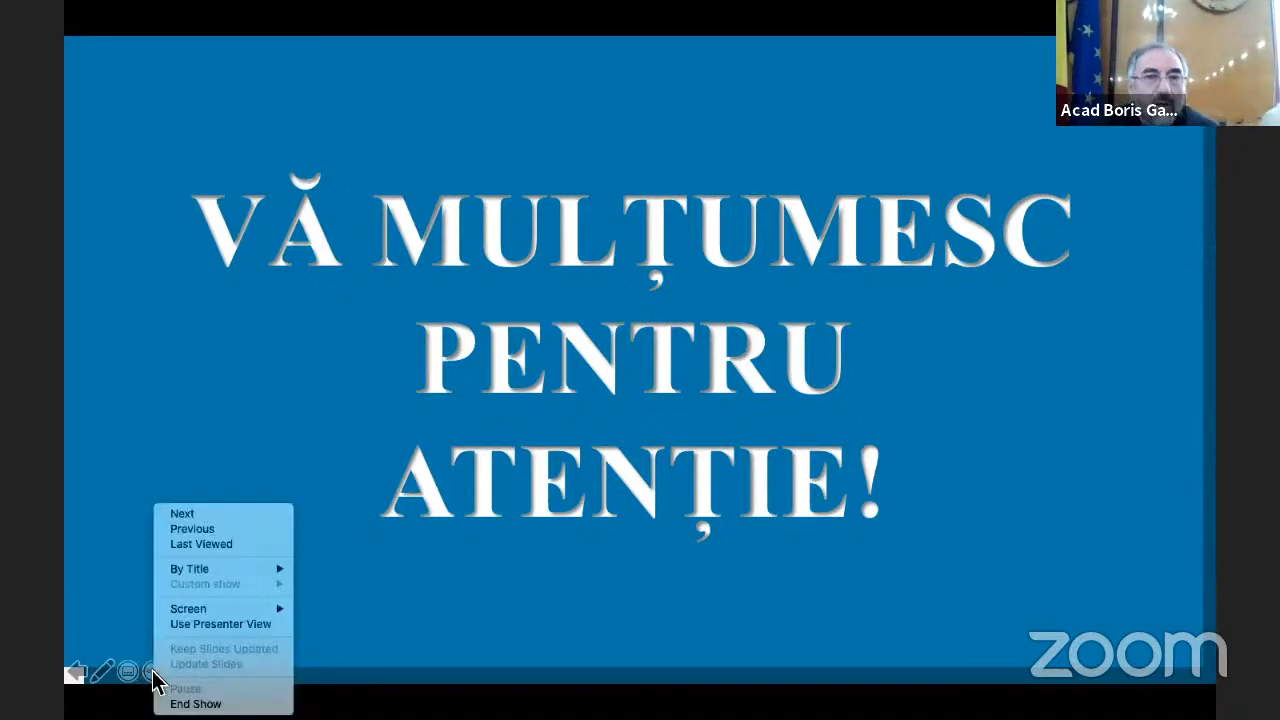 Acad Boris Ga...
VĂ MULȚUMESC
PENTRU
ATENȚIE!
Next
Previous
Last Viewed
By Title
Custom show
Screen
Use Presenter View
Keep Slides Updated
Update Slides
Pause
End Show
zoom